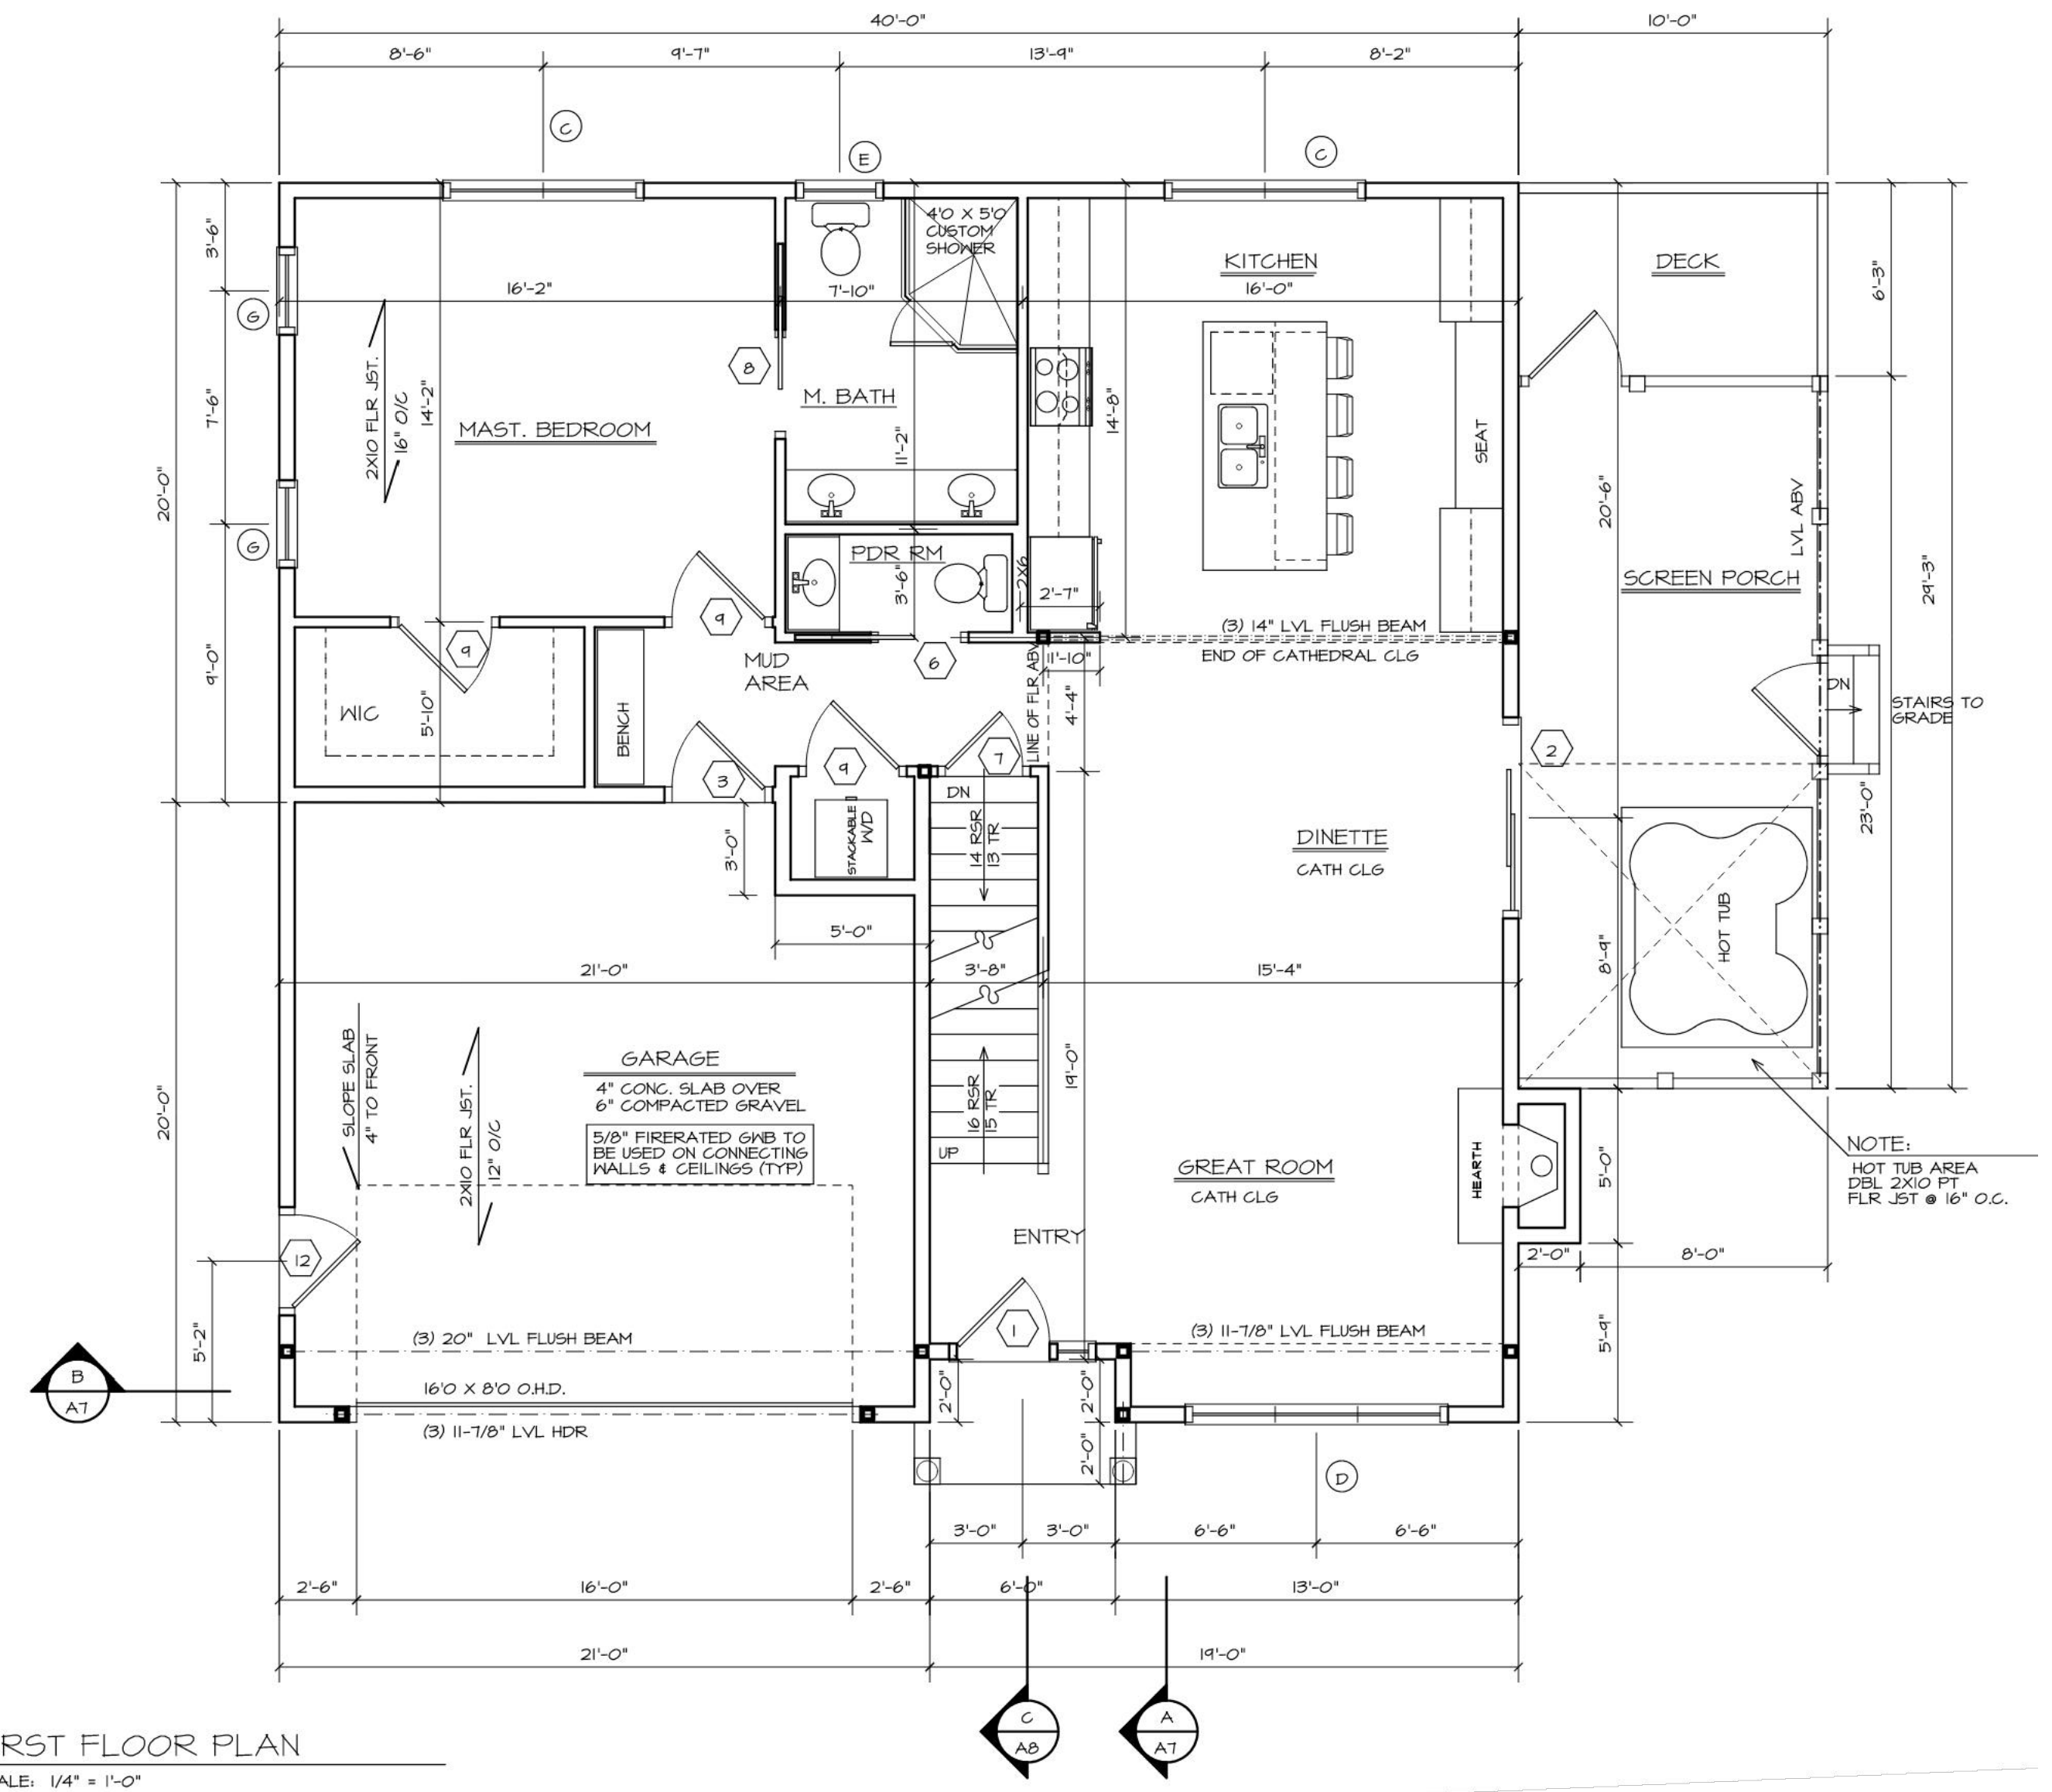 40'-0"
10'-0"
8'-6"
9'-7"
13'-9"
8'-2"
C
E
C
4'0 X 5'0
CUSTOM
SHOWER
3'-6"
G
16'-2"
7'-10"
KITCHEN
16'-0"
DECK
6'-3"
2X10 FLR JST.
16" O/C
14'-2"
8
M. BATH
MAST. BEDROOM
11'-2"
14'-8"
SEAT
7'-6"
20'-0"
20'-6"
LVL ABV
G
PDR RM
3'-6"
2X6
2'-7"
SCREEN PORCH
29'-3"
9
9
6
(3) 14" LVL FLUSH BEAM
END OF CATHEDRAL CLG
MUD
AREA
1'-10"
4'-4"
LINE OF FLR ABV
9'-0"
WIC
5'-10"
BENCH
DN
STAIRS TO
GRADE
3
9
7
2
DN
23'-0"
STACKABLE
W/D
14 RSR
13 TR
3'-0"
DINETTE
CATH CLG
5'-0"
HOT TUB
8'-9"
21'-0"
3'-8"
15'-4"
SLOPE SLAB
4" TO FRONT
2X10 FLR JST.
12" O/C
GARAGE
4" CONC. SLAB OVER
6" COMPACTED GRAVEL
5/8" FIRERATED GWB TO
BE USED ON CONNECTING
WALLS & CEILINGS (TYP)
20'-0"
19'-0"
16 RSR
15 TR
UP
GREAT ROOM
CATH CLG
HEARTH
5'-0"
NOTE:
HOT TUB AREA
DBL 2X10 PT
FLR JST @ 16" O.C.
ENTRY
12
2'-0"
8'-0"
5'-2"
(3) 20" LVL FLUSH BEAM
1
(3) 11-7/8" LVL FLUSH BEAM
5'-9"
B
A7
16'0 X 8'0 O.H.D.
(3) 11-7/8" LVL HDR
2'-0"
2'-0"
2'-0"
D
3'-0"
3'-0"
6'-6"
6'-6"
2'-6"
16'-0"
2'-6"
6'-0"
13'-0"
21'-0"
19'-0"
C
A8
A
A7
RST FLOOR PLAN
ALE: 1/4" = 1'-0"